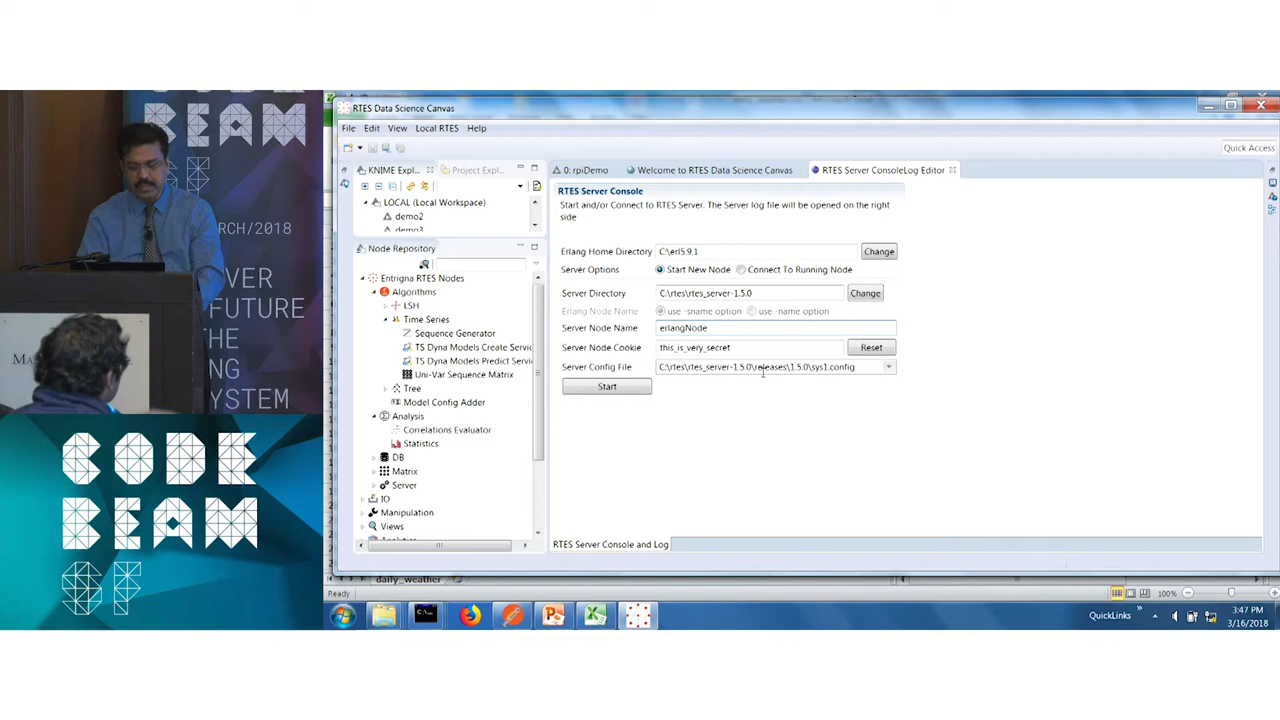 BEAM
RCH/2018
VER
FUTURE
THE
NG
SYSTEM
CODE
BEAM
SF
RTES Data Science Canvas
File Edit View Local RTES Help
Quick Access
KNIME Expl...
Project Expl...
0: rpiDemo
Welcome to RTES Data Science Canvas
RTES Server ConsoleLog Editor
LOCAL (Local Workspace)
demo2
demo3
Node Repository
Entrigna RTES Nodes
Algorithms
LSH
Time Series
Sequence Generator
TS Dyna Models Create Servi
TS Dyna Models Predict Servi
Uni-Var Sequence Matrix
Tree
Model Config Adder
Analysis
Correlations Evaluator
Statistics
DB
Matrix
Server
IO
Manipulation
Views
RTES Server Console
Start and/or Connect to RTES Server. The Server log file will be opened on the right
side
Erlang Home Directory C:\erl5.9.1 Change
Server Options Start New Node Connect To Running Node
Server Directory C:\rtes\rtes_server-1.5.0 Change
Erlang Node Name use -sname option use -name option
Server Node Name erlangNode
Server Node Cookie this_is_very_secret Reset
Server Config File C:\rtes\rtes_server-1.5.0\releases\1.5.0\sys1.config
Start
RTES Server Console and Log
daily_weather
Ready
100%
QuickLinks
3:47 PM
3/16/2018